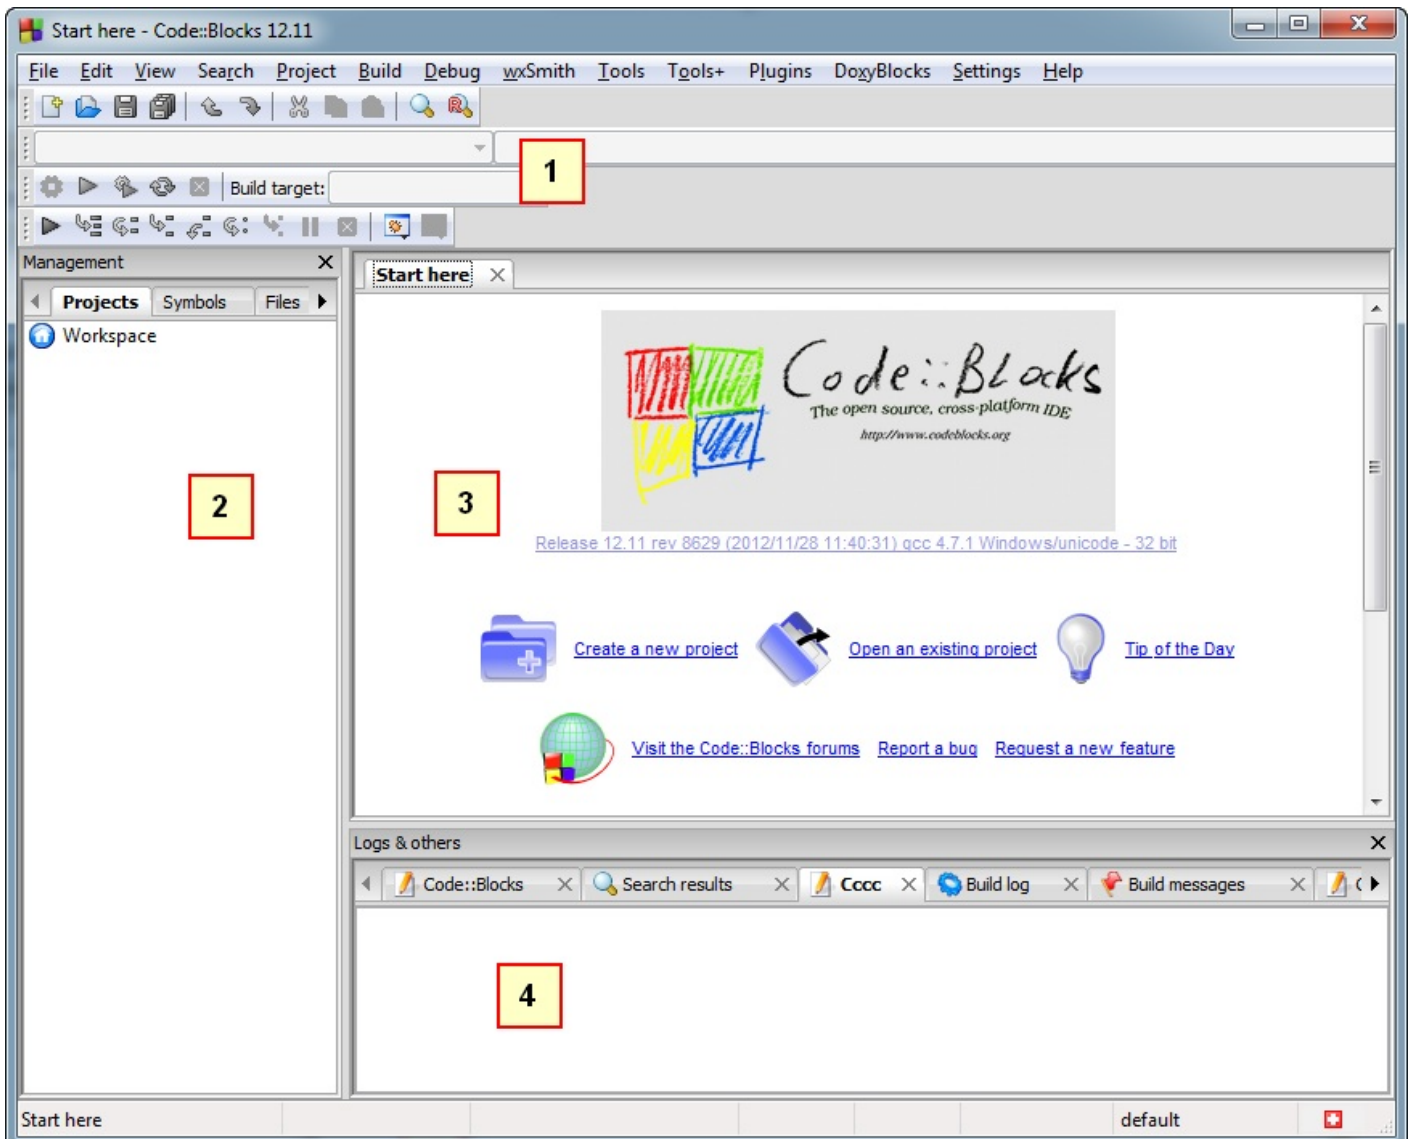 Start here - Code::Blocks 12.11
File Edit View Search Project Build Debug wxSmith Tools Tools+ Plugins DoxyBlocks Settings Help
1
Build target:
Management
Projects Symbols Files
Workspace
2
Start here
Code::Blocks
The open source, cross-platform IDE
http://www.codeblocks.org
3
Release 12.11 rev 8629 (2012/11/28 11:40:31) gcc 4.7.1 Windows/unicode - 32 bit
Create a new project Open an existing project Tip of the Day
Visit the Code::Blocks forums Report a bug Request a new feature
Logs & others
Code::Blocks Search results Cccc Build log Build messages
4
Start here default